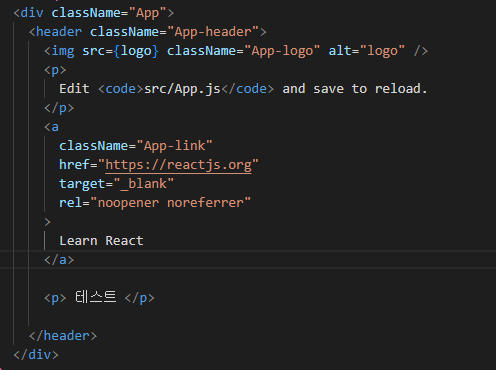 <div className="App">
<header className="App-header">
<img src={logo} className="App-logo" alt="logo" />
<p>
Edit <code>src/App.js</code> and save to reload.
</p>
<a
className="App-link"
href="https://reactjs.org"
target="_blank"
rel="noopener noreferrer"
>
Learn React
</a>
<p> 테스트 </p>
</header>
</div>